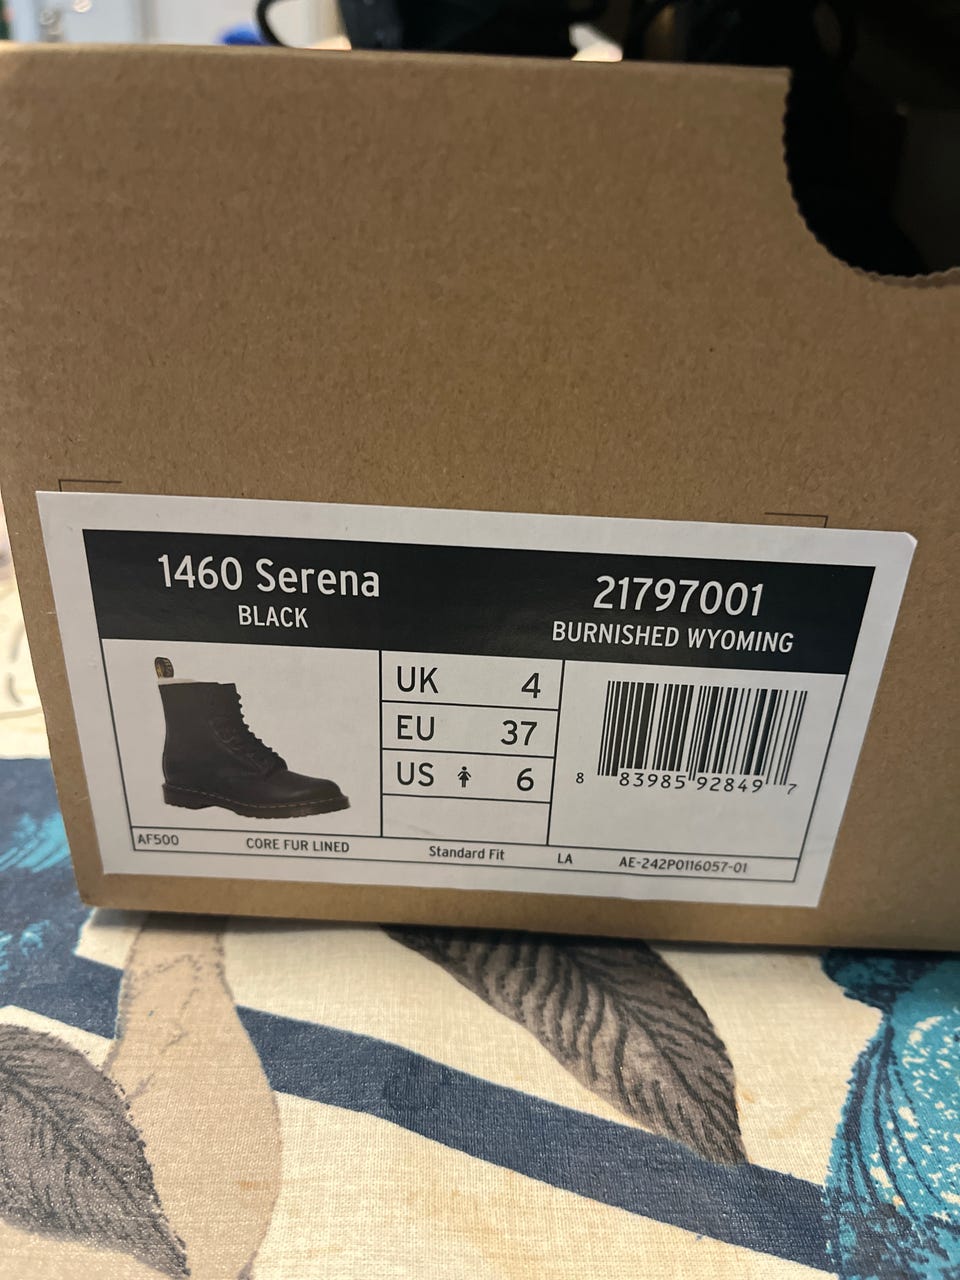 1460 Serena
BLACK
21797001
BURNISHED WYOMING
UK 4
EU 37
US 6
8 83985 92849 7
AF500 CORE FUR LINED Standard Fit LA AE-242P0116057-01